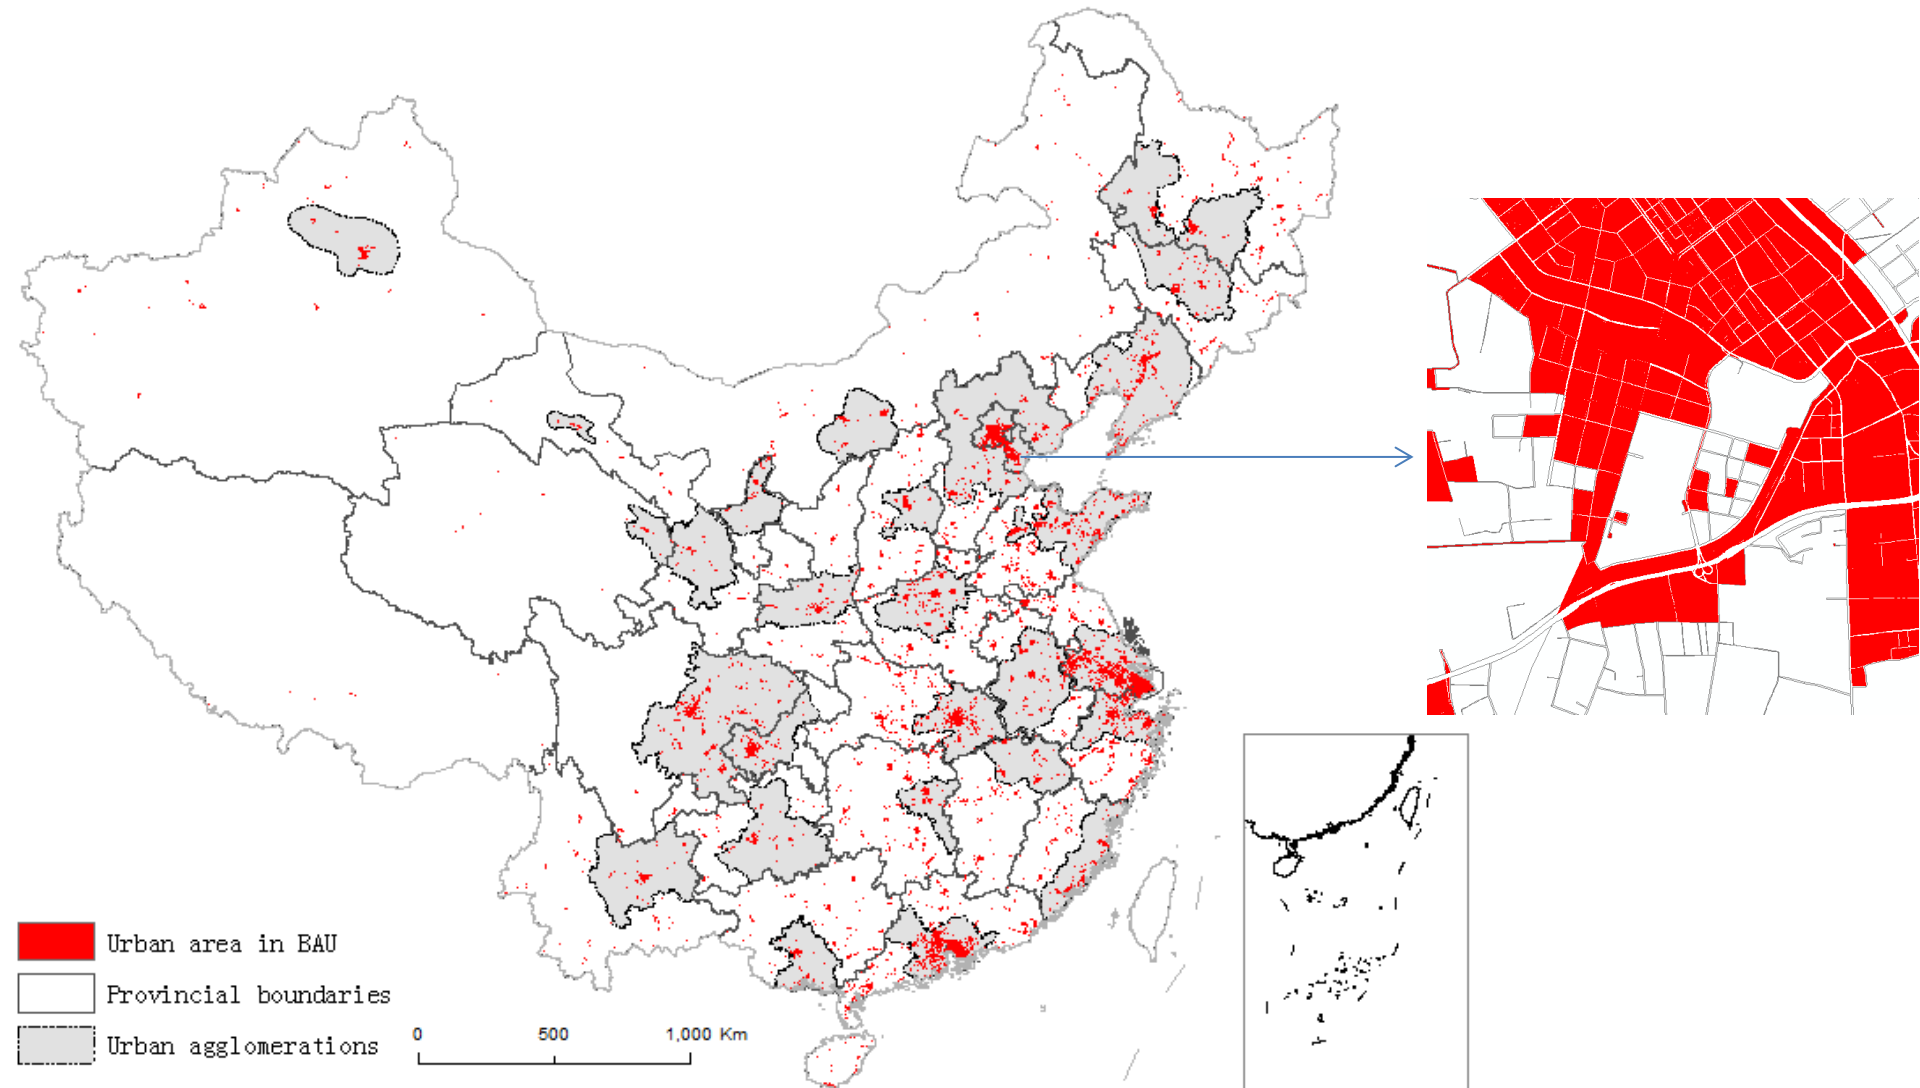 Urban area in BAU
Provincial boundaries
Urban agglomerations
0 500 1,000 Km